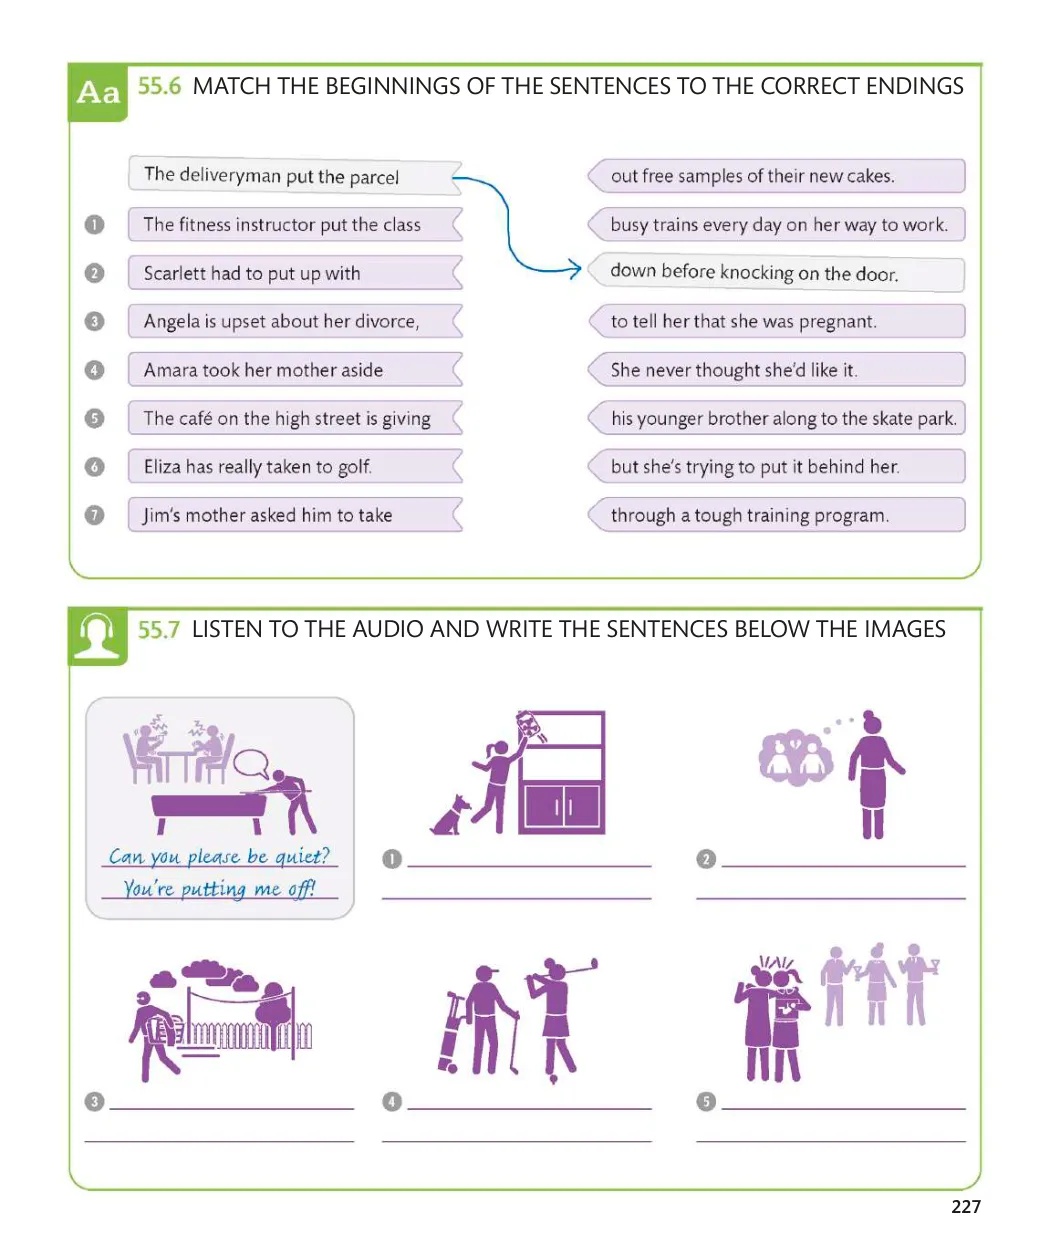 Aa 55.6 MATCH THE BEGINNINGS OF THE SENTENCES TO THE CORRECT ENDINGS
The deliveryman put the parcel
out free samples of their new cakes.
1 The fitness instructor put the class
busy trains every day on her way to work.
2 Scarlett had to put up with
down before knocking on the door.
3 Angela is upset about her divorce,
to tell her that she was pregnant.
4 Amara took her mother aside
She never thought she'd like it.
5 The café on the high street is giving
his younger brother along to the skate park.
6 Eliza has really taken to golf.
but she's trying to put it behind her.
7 Jim's mother asked him to take
through a tough training program.
55.7 LISTEN TO THE AUDIO AND WRITE THE SENTENCES BELOW THE IMAGES
Can you please be quiet?
You're putting me off!
1
2
3
4
5
227